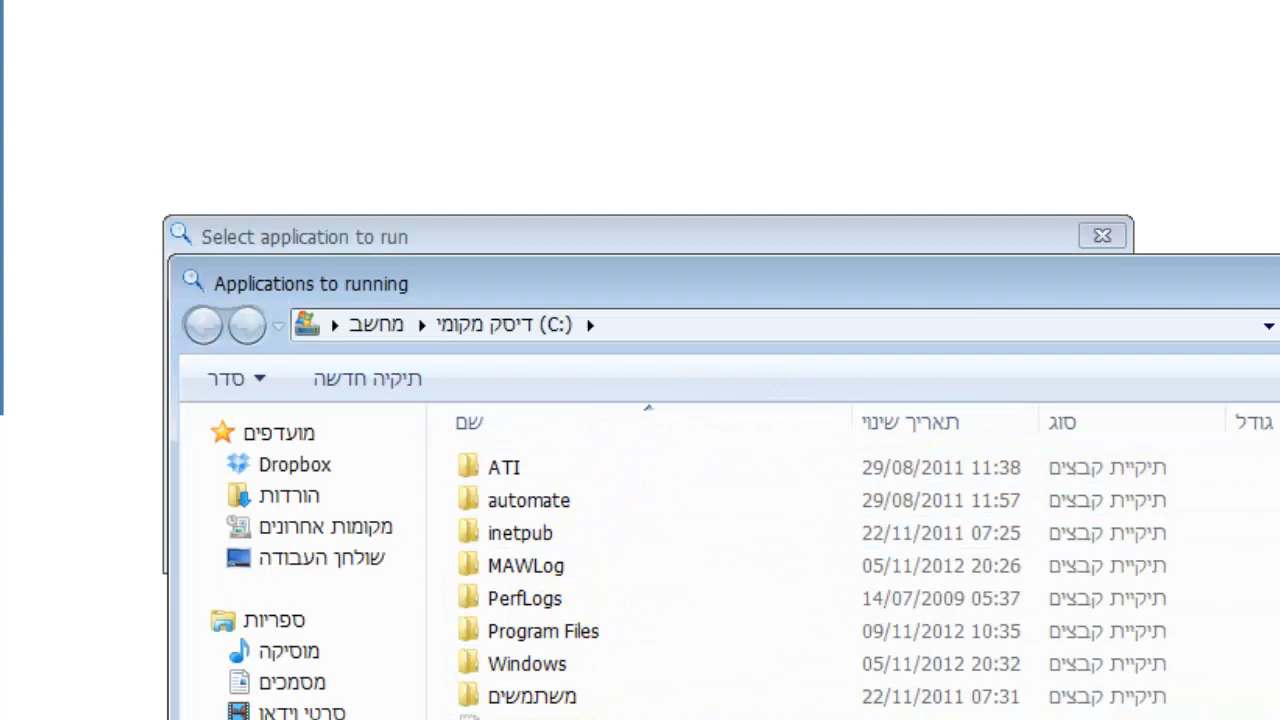 Select application to run
Applications to running
מחשב
דיסק מקומי (C:)
סדר
תיקיה חדשה
מועדפים
Dropbox
הורדות
מקומות אחרונים
שולחן העבודה
ספריות
מוסיקה
מסמכים
סרטי וידאו
שם תאריך שינוי סוג גודל
ATI 29/08/2011 11:38 תיקיית קבצים
automate 29/08/2011 11:57 תיקיית קבצים
inetpub 22/11/2011 07:25 תיקיית קבצים
MAWLog 05/11/2012 20:26 תיקיית קבצים
PerfLogs 14/07/2009 05:37 תיקיית קבצים
Program Files 09/11/2012 10:35 תיקיית קבצים
Windows 05/11/2012 20:32 תיקיית קבצים
משתמשים 22/11/2011 07:31 תיקיית קבצים